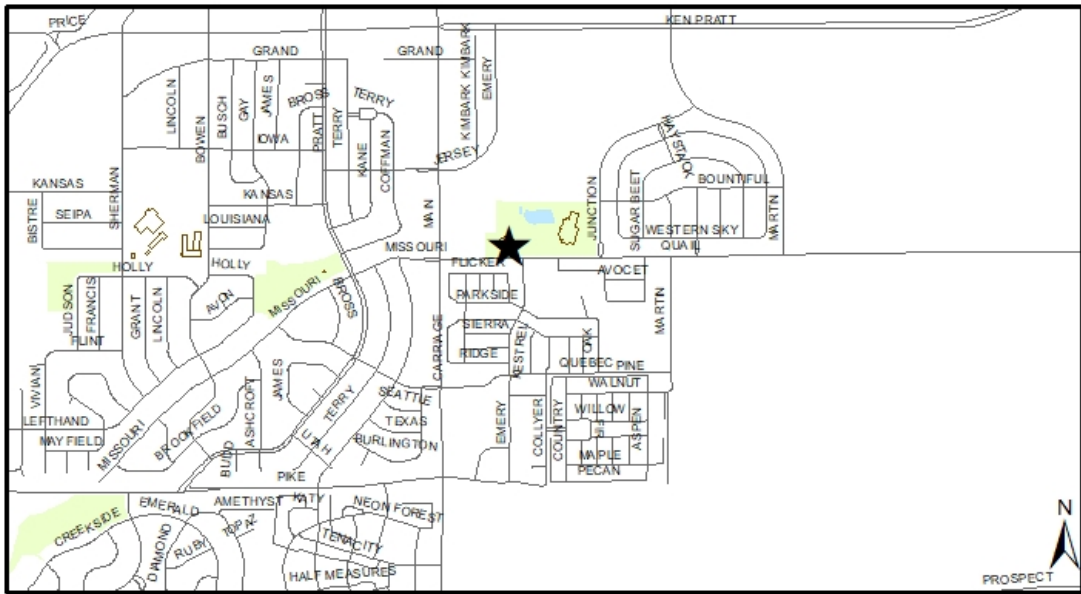 PRICE
KEN PRATT
GRAND
GRAND
KIMBARK
KIMBARK
EMERY
LINCOLN
BUSCH
GAY
JAMES
BROSS
TERRY
BOWEN
IOWA
PRATT
TERRY
KANE
COFFMAN
JERSEY
HAYSTACK
BOUNTIFUL
KANSAS
SHERMAN
KANSAS
SEIPA
BISTRE
LOUISIANA
MAIN
JUNCTION
SUGAR BEET
WESTERN SKY
QUAIL
MARTIN
MISSOURI
HOLLY
HOLLY
FLICKER
AVOCET
MISSOURI
BROSS
PARKSIDE
MARTIN
JUDSON
FRANCIS
GRANT
LINCOLN
AVON
SIERRA
RIDGE
KESTREL
OAK
FLINT
CARRIAGE
QUEBEC
PINE
VIVIAN
JAMES
WALNUT
SEATTLE
TERRY
LEFTHAND
MAYFIELD
BROOKFIELD
ASHCROFT
TEXAS
BURLINGTON
EMERY
COLLYER
COUNTRY
WILLOW
ASPEN
MISSOURI
UTAH
BUDD
MAPLE
PECAN
PIKE
EMERALD
AMETHYST
KATY
NEON FOREST
CREEKSIDE
TOPAZ
RUBY
DIAMOND
TENACITY
HALF MEASURES
N
PROSPECT